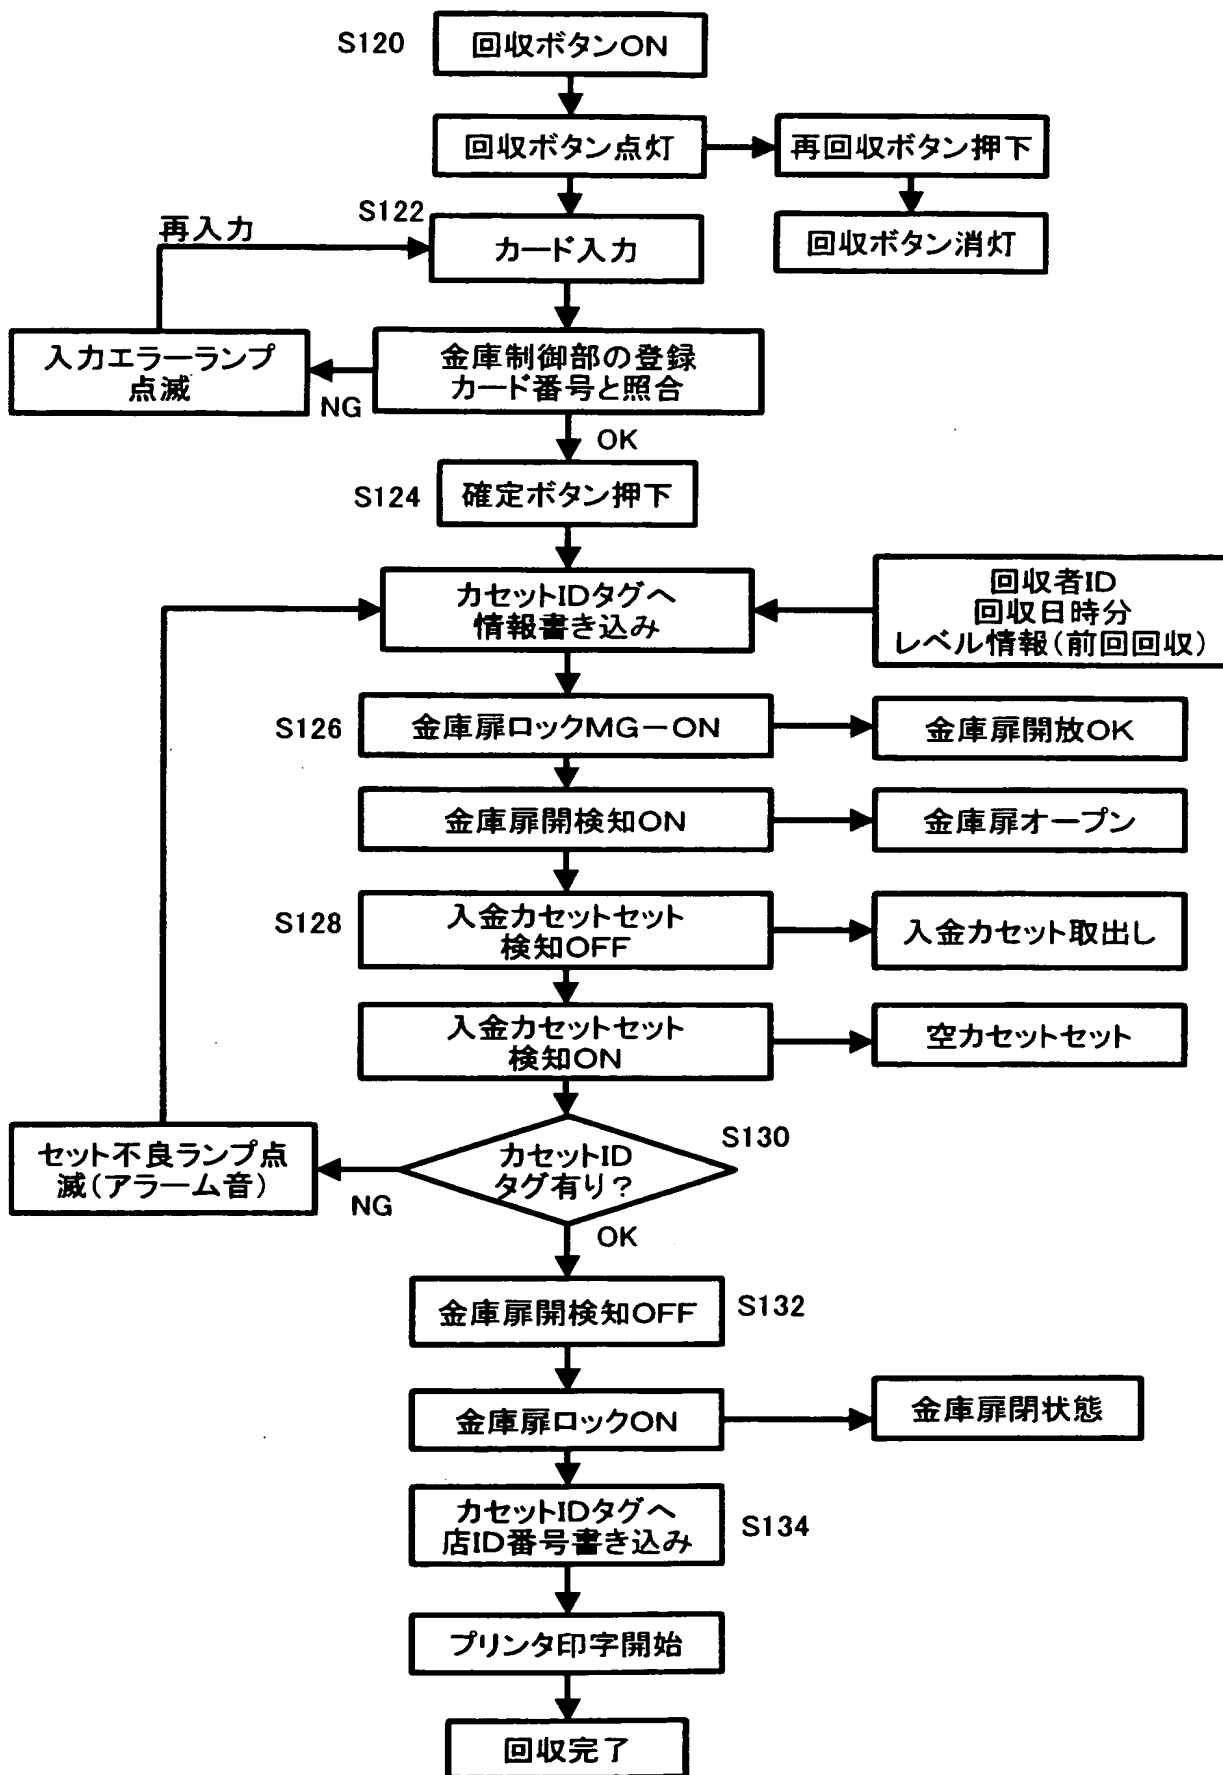 S120
回収ボタンON
回収ボタン点灯
再回収ボタン押下
S122
再入力
カード入力
回収ボタン消灯
入力エラーランプ
点滅
NG
金庫制御部の登録
カード番号と照合
OK
S124
確定ボタン押下
カセットIDタグへ
情報書き込み
回収者ID
回収日時分
レベル情報(前回回収)
S126
金庫扉ロックMG-ON
金庫扉開放OK
金庫扉開検知ON
金庫扉オープン
S128
入金カセットセット
検知OFF
入金カセット取出し
入金カセットセット
検知ON
空カセットセット
セット不良ランプ点
滅(アラーム音)
NG
カセットID
タグ有り?
S130
OK
金庫扉開検知OFF
S132
金庫扉ロックON
金庫扉閉状態
カセットIDタグへ
店ID番号書き込み
S134
プリンタ印字開始
回収完了